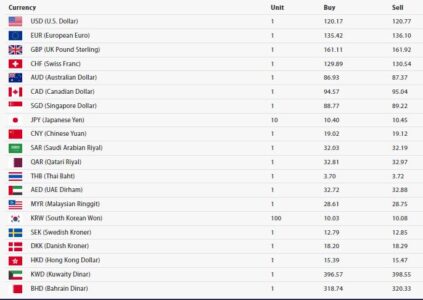 Currency Unit Buy Sell
USD (U.S. Dollar) 1 120.17 120.77
EUR (European Euro) 1 135.42 136.10
GBP (UK Pound Sterling) 1 161.11 161.92
CHF (Swiss Franc) 1 129.89 130.54
AUD (Australian Dollar) 1 86.93 87.37
CAD (Canadian Dollar) 1 94.57 95.04
SGD (Singapore Dollar) 1 88.77 89.22
JPY (Japanese Yen) 10 10.40 10.45
CNY (Chinese Yuan) 1 19.02 19.12
SAR (Saudi Arabian Riyal) 1 32.03 32.19
QAR (Qatari Riyal) 1 32.81 32.97
THB (Thai Baht) 1 3.70 3.72
AED (UAE Dirham) 1 32.72 32.88
MYR (Malaysian Ringgit) 1 28.61 28.75
KRW (South Korean Won) 100 10.03 10.08
SEK (Swedish Kroner) 1 12.79 12.85
DKK (Danish Kroner) 1 18.20 18.29
HKD (Hong Kong Dollar) 1 15.39 15.47
KWD (Kuwaity Dinar) 1 396.57 398.55
BHD (Bahrain Dinar) 1 318.74 320.33